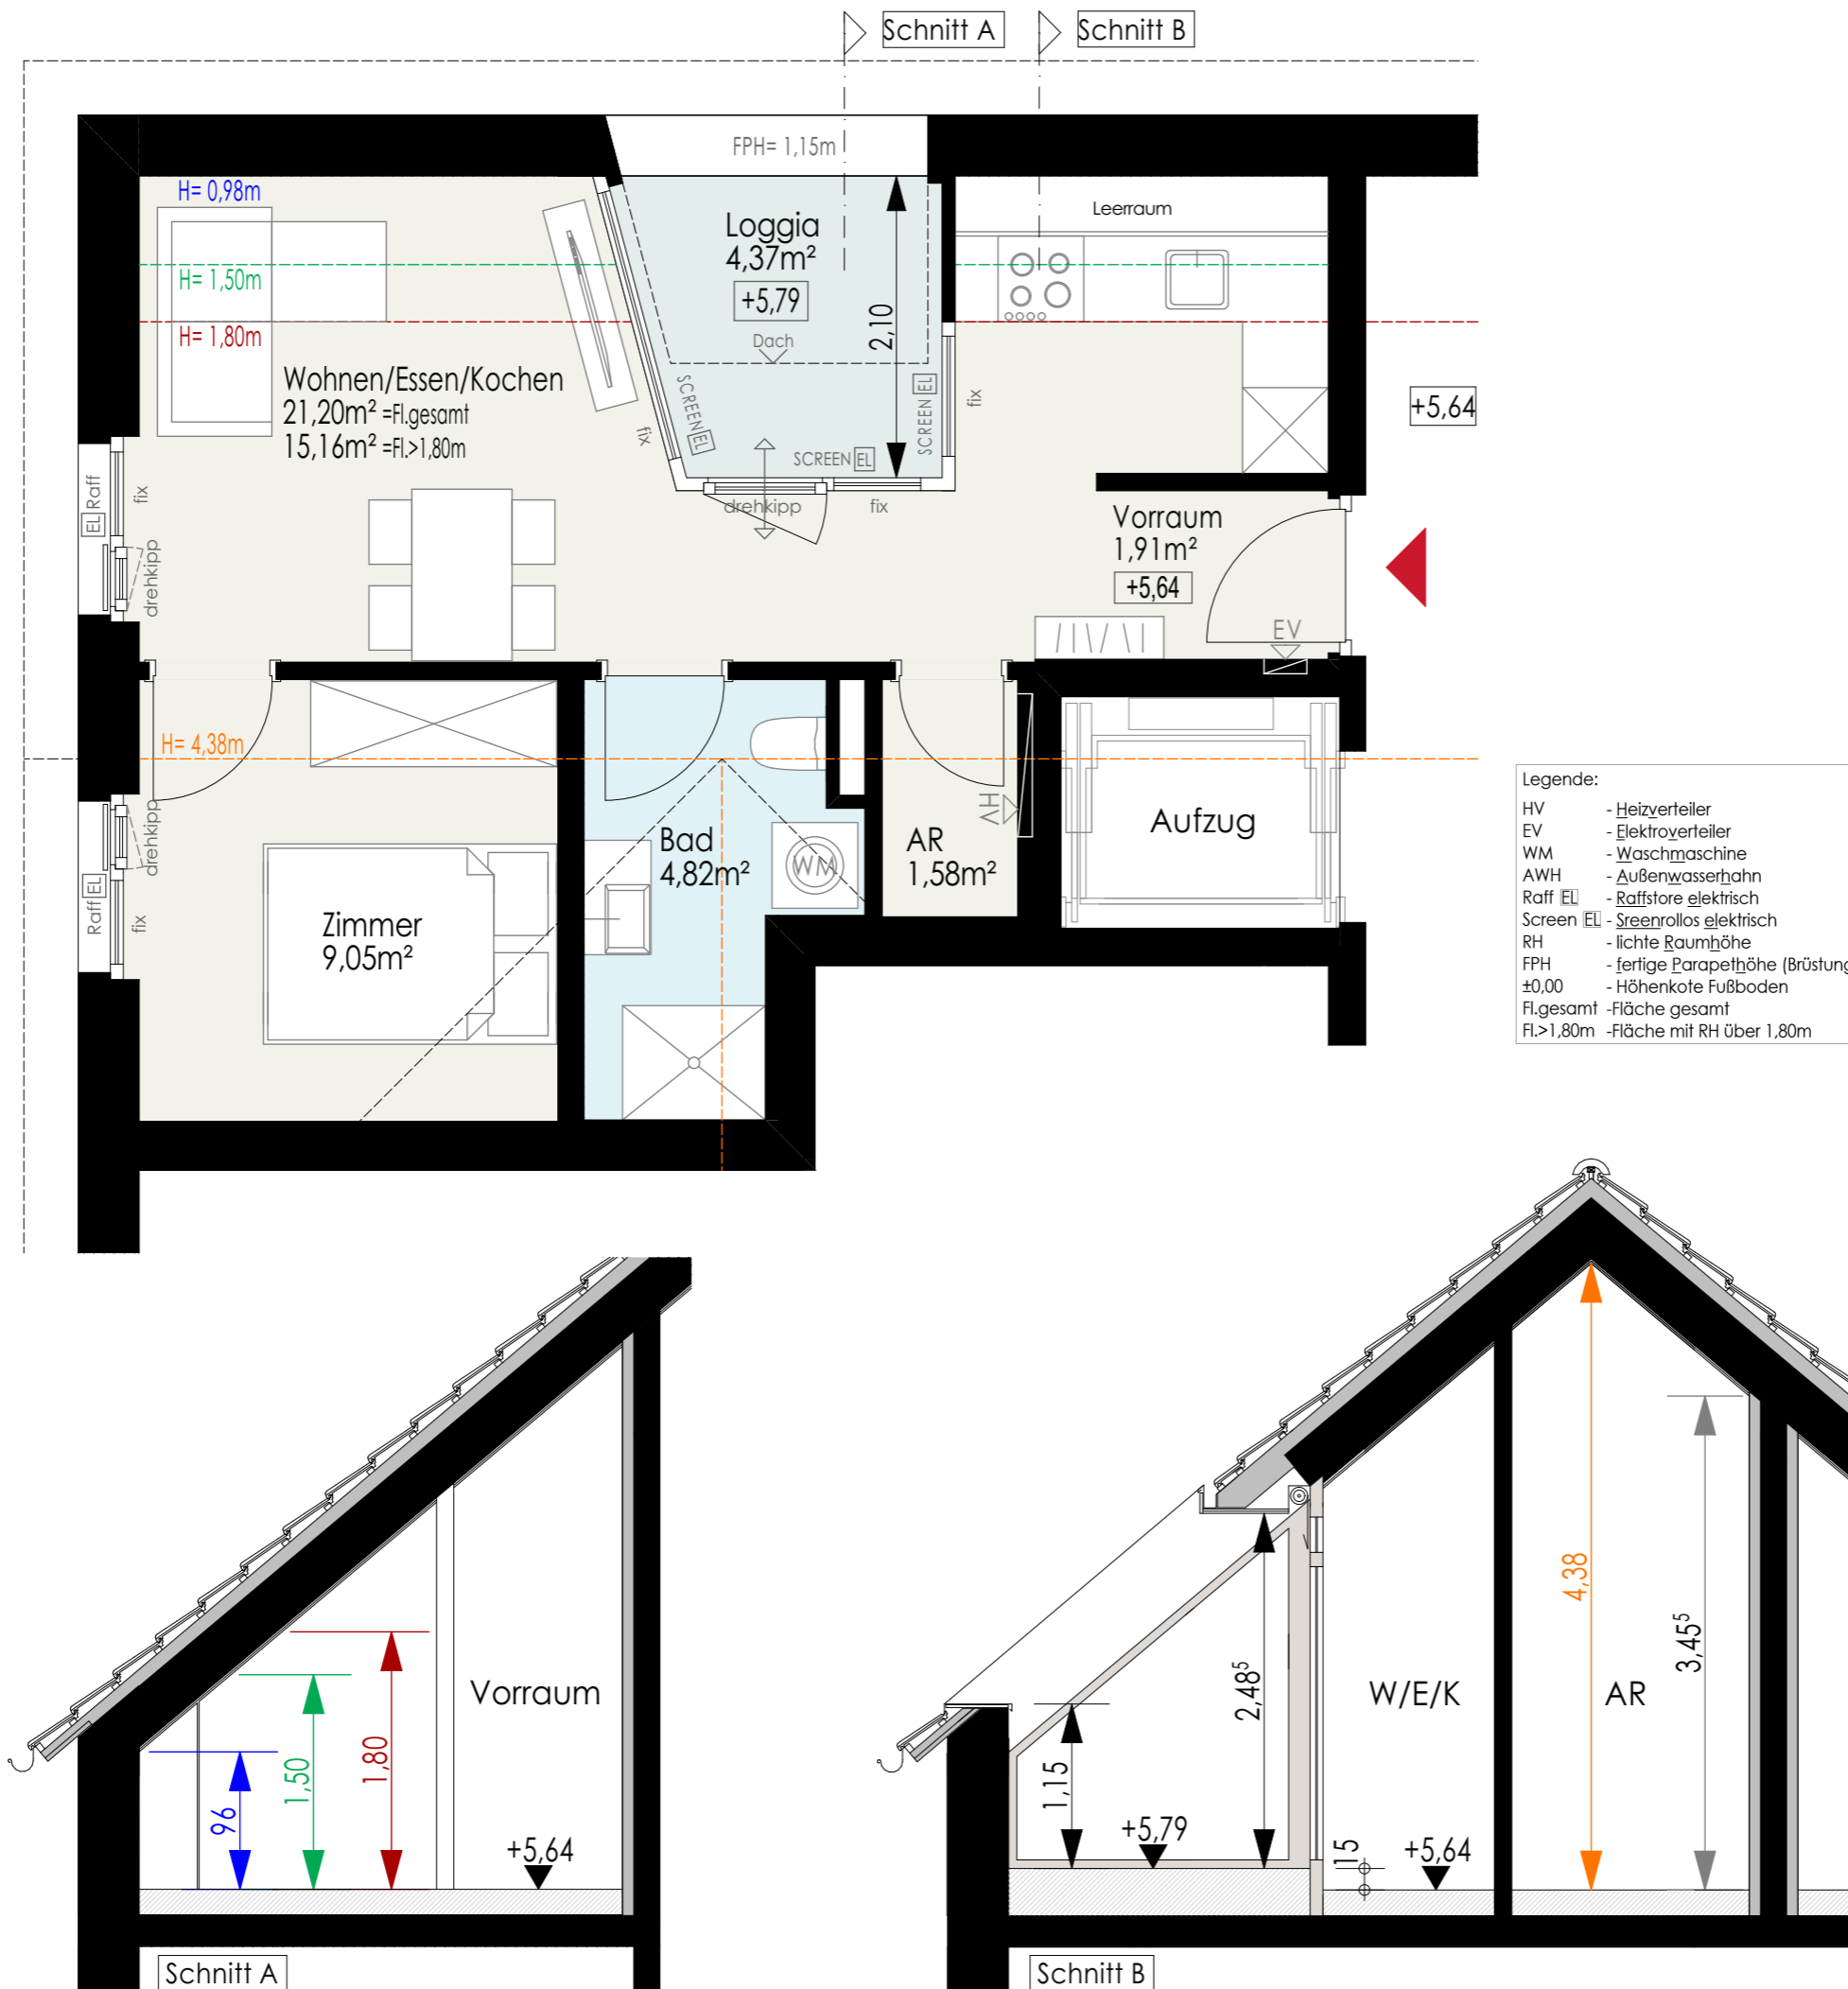 Schnitt A
Schnitt B
FPH= 1,15m
H= 0,98m
Leerraum
Loggia
4,37m²
+5,79
H= 1,50m
2,10
H= 1,80m
Dach
Wohnen/Essen/Kochen
21,20m² =Fl.gesamt
15,16m² =Fl.>1,80m
SCREEN EL
SCREEN EL
fix
fix
+5,64
SCREEN EL
EL Raff
fix
drehkipp
fix
drehkipp
Vorraum
1,91m²
+5,64
EV
H= 4,38m
drehkipp
Raff EL
fix
Zimmer
9,05m²
Bad
4,82m²
WM
HV
AR
1,58m²
Aufzug
Legende:
HV - Heizverteiler
EV - Elektroverteiler
WM - Waschmaschine
AWH - Außenwasserhahn
Raff EL - Raffstore elektrisch
Screen EL - Sreenrollos elektrisch
RH - lichte Raumhöhe
FPH - fertige Parapethöhe (Brüstung
±0,00 - Höhenkote Fußboden
Fl.gesamt -Fläche gesamt
Fl.>1,80m -Fläche mit RH über 1,80m
96
1,50
1,80
Vorraum
+5,64
Schnitt A
1,15
+5,79
2,48⁵
15
W/E/K
+5,64
4,38
AR
3,45⁵
Schnitt B